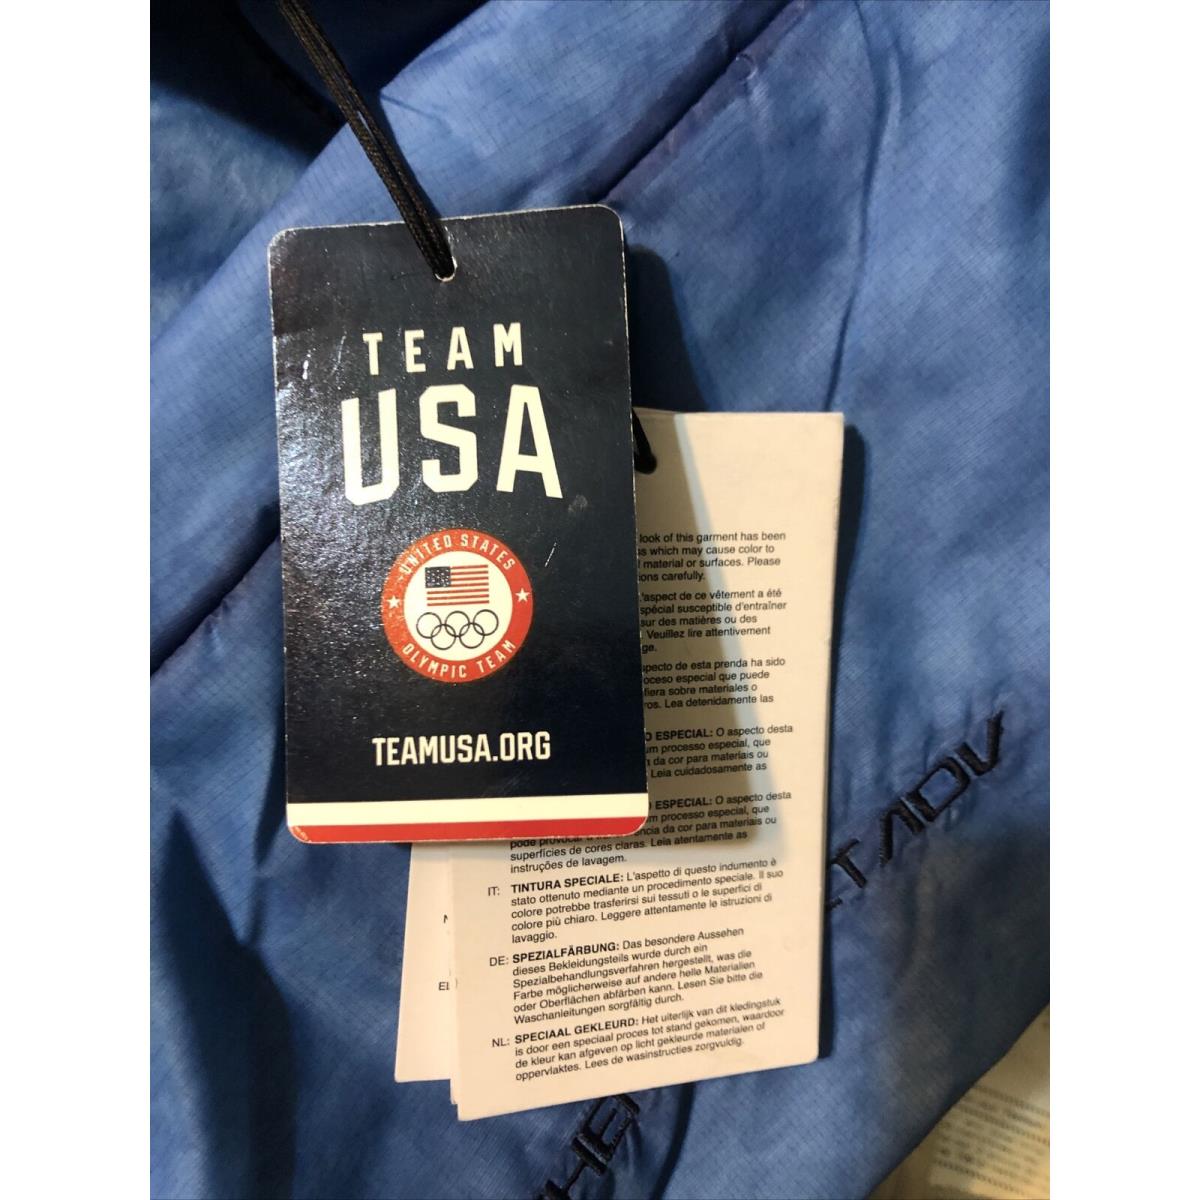 TEAM
USA
UNITED STATES
OLYMPIC TEAM
TEAMUSA.ORG
look of this garment has been
which may cause color to
material or surfaces. Please
carefully.
L'aspect de ce vêtement a été
spécial susceptible d'entraîner
sur des matières ou des
Veuillez lire attentivement
specto de esta prenda ha sido
oceso especial que puede
fiera sobre materiales o
ros. Lea detenidamente las
O ESPECIAL: O aspecto desta
um processo especial, que
da cor para materiais ou
Leia cuidadosamente as
O ESPECIAL: O aspecto desta
m processo especial, que
pode ência da cor para materiais ou
superfícies de cores claras. Leia atentamente as
instruções de lavagem.
IT: TINTURA SPECIALE: L'aspetto di questo indumento è
stato ottenuto mediante un procedimento speciale. Il suo
colore potrebbe trasferirsi sui tessuti o le superfici di
colore più chiaro. Leggere attentamente le istruzioni di
lavaggio.
DE: SPEZIALFÄRBUNG: Das besondere Aussehen
dieses Bekleidungsteils wurde durch ein
Spezialbehandlungsverfahren hergestellt, was die
Farbe möglicherweise auf andere helle Materialien
oder Oberflächen abfärben kann. Lesen Sie bitte die
Waschanleitungen sorgfältig durch.
NL: SPECIAAL GEKLEURD: Het uiterlijk van dit kledingstuk
is door een speciaal proces tot stand gekomen, waardoor
de kleur kan afgeven op licht gekleurde materialen of
oppervlaktes. Lees de wasinstructies zorgvuldig.